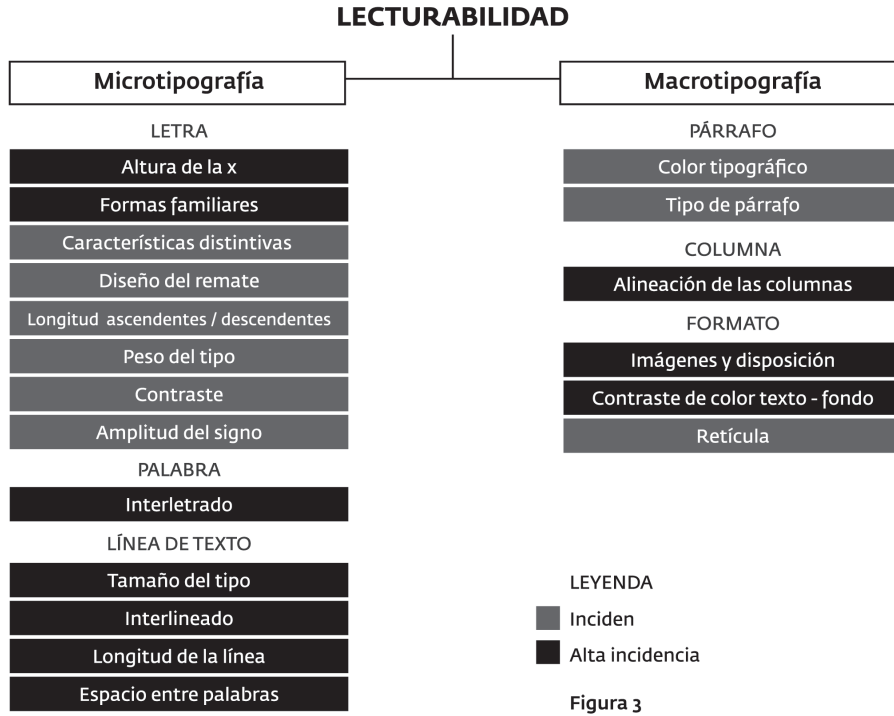 LECTURABILIDAD
Microtipografía
LETRA
Altura de la x
Formas familiares
Características distintivas
Diseño del remate
Longitud ascendentes / descendentes
Peso del tipo
Contraste
Amplitud del signo
PALABRA
Interletrado
LÍNEA DE TEXTO
Tamaño del tipo
Interlineado
Longitud de la línea
Espacio entre palabras
Macrotipografía
PÁRRAFO
Color tipográfico
Tipo de párrafo
COLUMNA
Alineación de las columnas
FORMATO
Imágenes y disposición
Contraste de color texto - fondo
Retícula
LEYENDA
Inciden
Alta incidencia
Figura 3